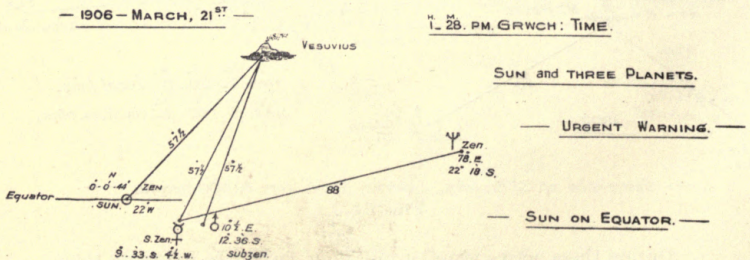 — 1906 — MARCH, 21ST —
H. M.
1_ 28. PM. GRWCH: TIME.
VESUVIUS
SUN and THREE PLANETS.
— URGENT WARNING. —
57½
57½
57½
Zen.
78. E.
22° 18. S.
88°
N
0-0-44" ZEN
Equator
SUN.
22°W
— SUN ON EQUATOR. —
S. Zen.
10½. E.
12. 36. S.
subzen.
9. 33. S. 4½. W.